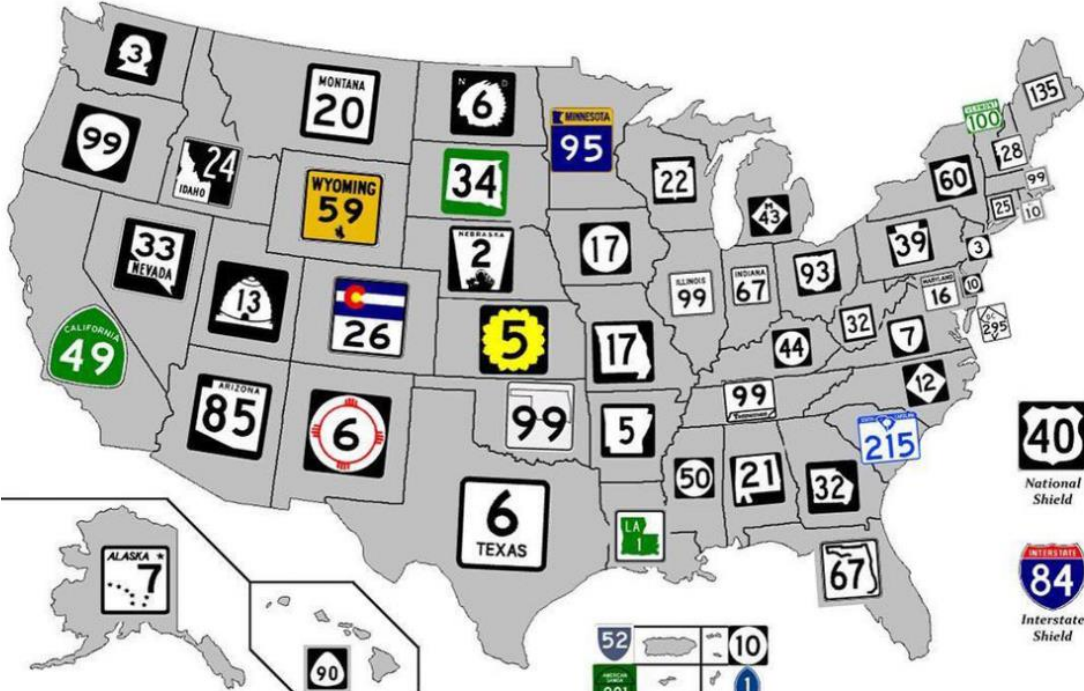 3
MONTANA
20
N D
6
MINNESOTA
95
135
VERMONT
100
99
24
IDAHO
WYOMING
59
34
22
43
60
28
99
25
10
33
NEVADA
13
26
NEBRASKA
2
17
ILLINOIS
99
INDIANA
67
93
39
3
MARYLAND
16
10
DC
295
CALIFORNIA
49
5
17
44
32
7
ARIZONA
85
6
99
5
99
12
215
50
21
32
6
TEXAS
LA
1
67
40
National
Shield
INTERSTATE
84
Interstate
Shield
ALASKA
7
90
52
10
AMERICAN
SAMOA
1